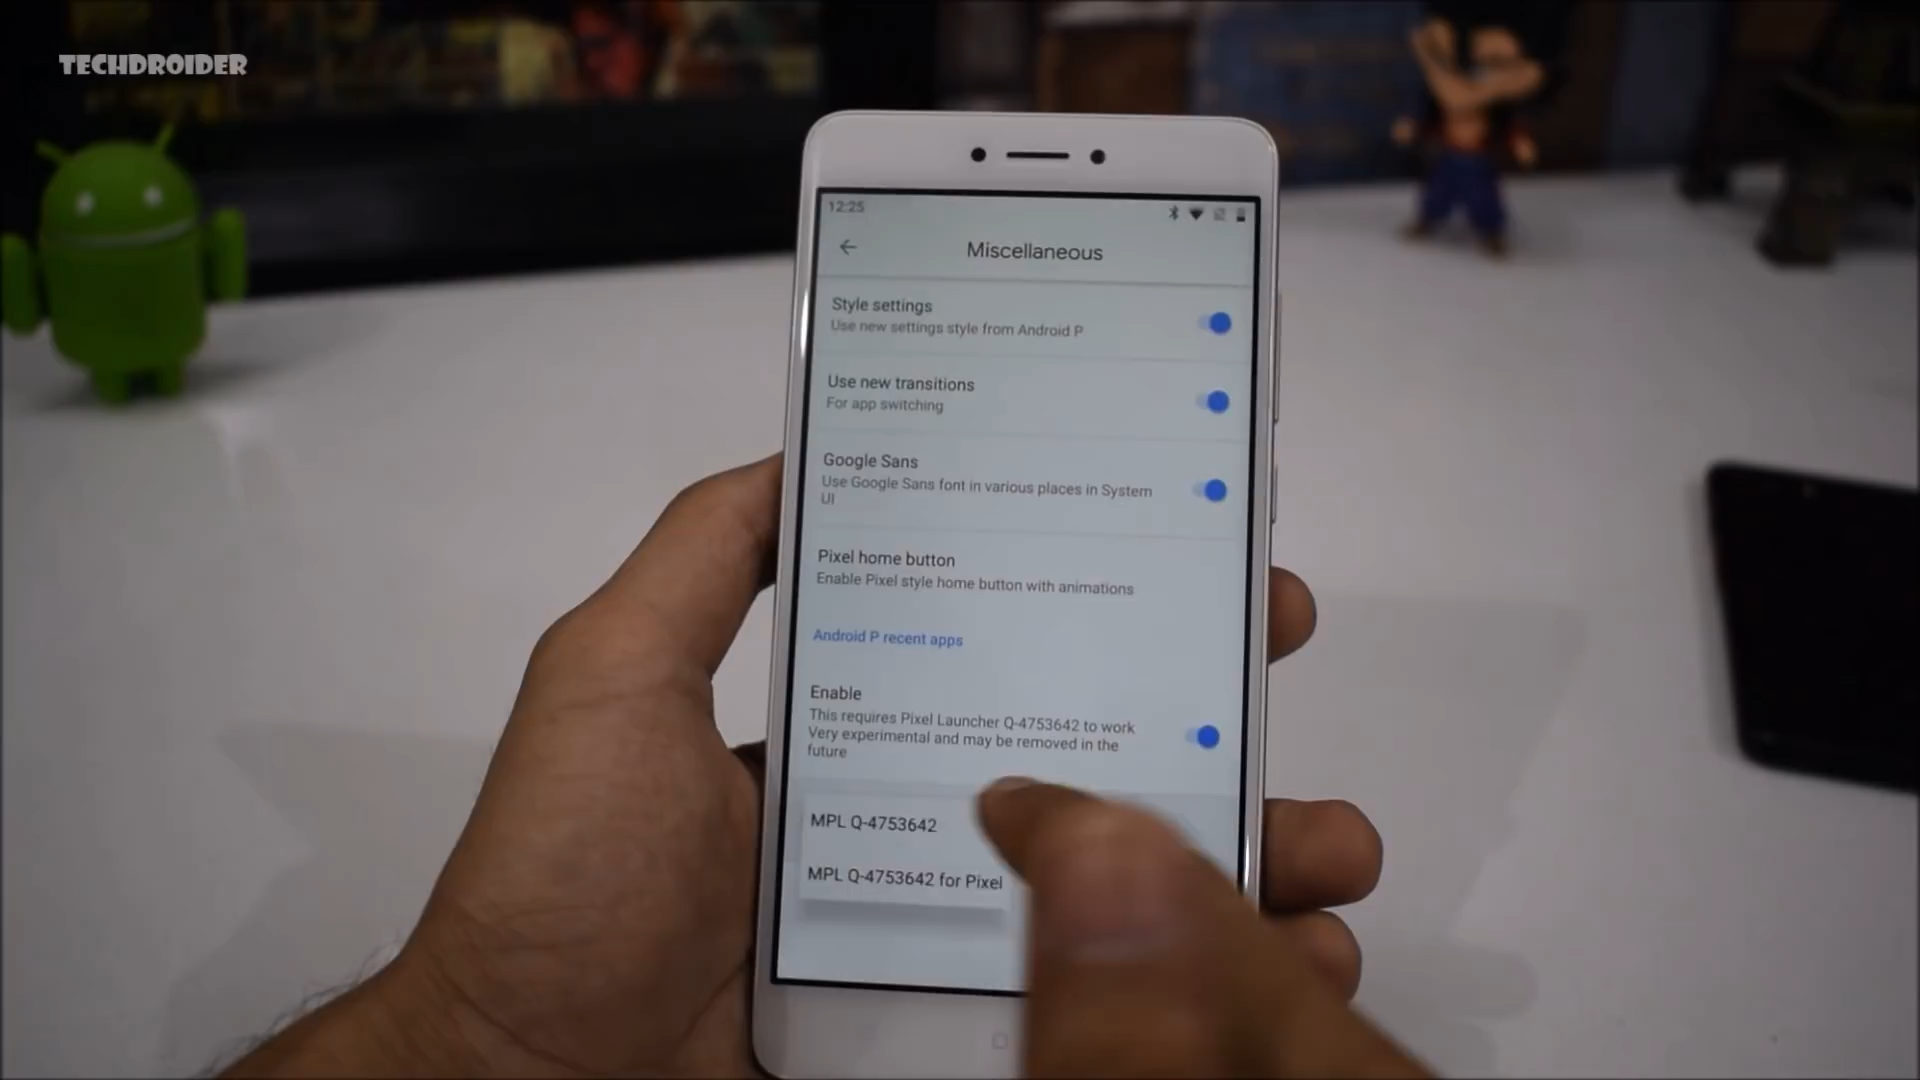 TECHDROIDER
12:25
Miscellaneous
Style settings
Use new settings style from Android P
Use new transitions
For app switching
Google Sans
Use Google Sans font in various places in System
UI
Pixel home button
Enable Pixel style home button with animations
Android P recent apps
Enable
This requires Pixel Launcher Q-4753642 to work
Very experimental and may be removed in the
future
MPL Q-4753642
MPL Q-4753642 for Pixel